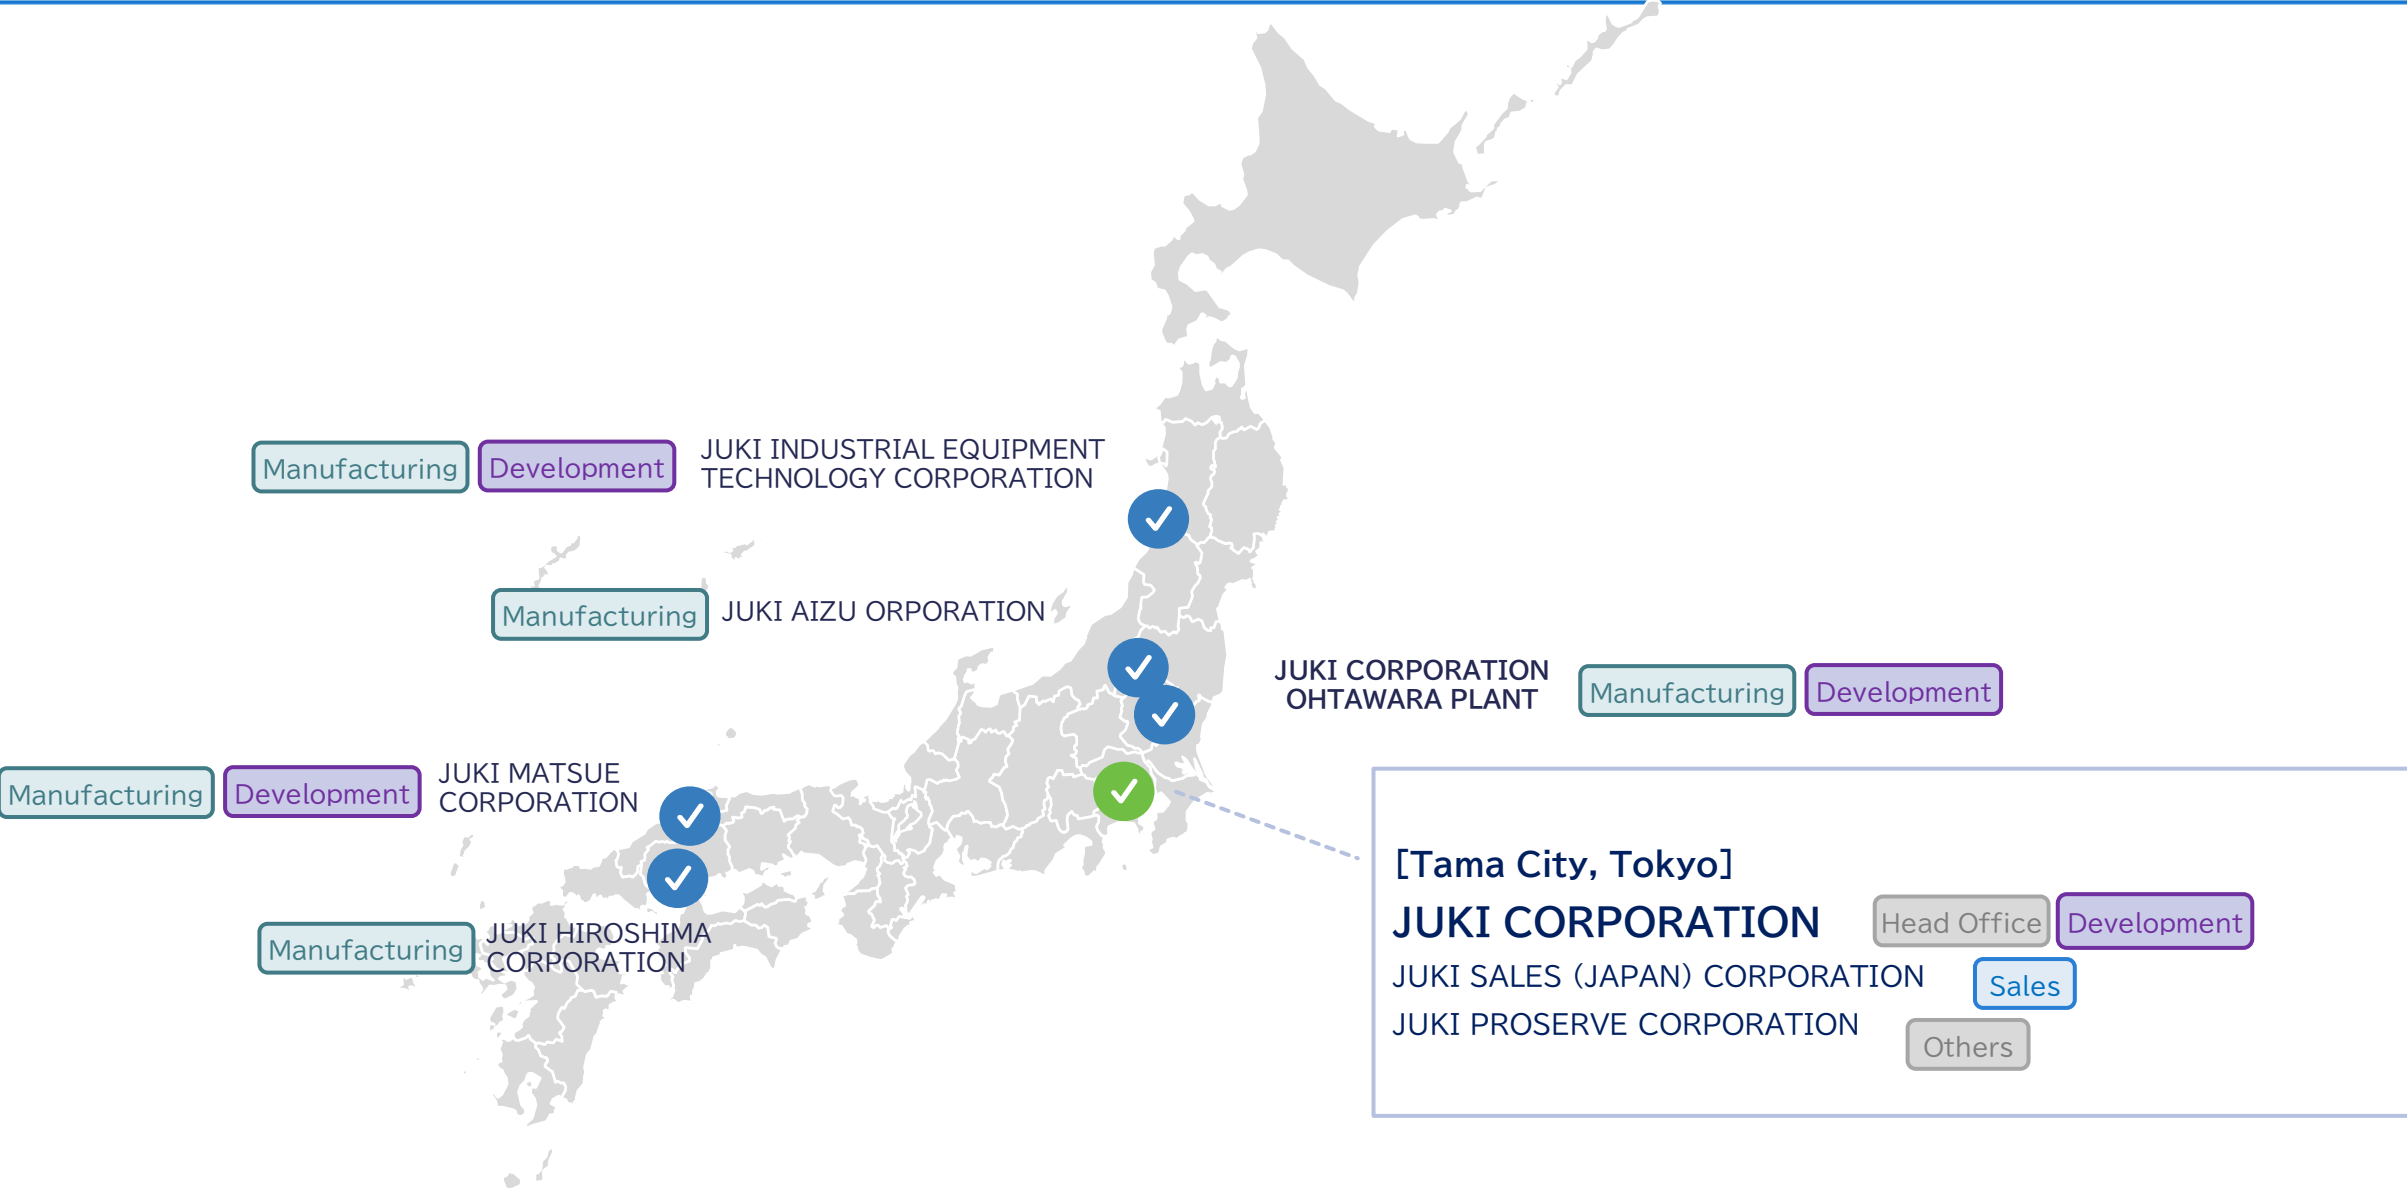 Manufacturing Development JUKI INDUSTRIAL EQUIPMENT
TECHNOLOGY CORPORATION
Manufacturing JUKI AIZU ORPORATION
JUKI CORPORATION
OHTAWARA PLANT
Manufacturing Development
Manufacturing Development JUKI MATSUE
CORPORATION
Manufacturing JUKI HIROSHIMA
CORPORATION
[Tama City, Tokyo]
JUKI CORPORATION Head Office Development
JUKI SALES (JAPAN) CORPORATION Sales
JUKI PROSERVE CORPORATION Others